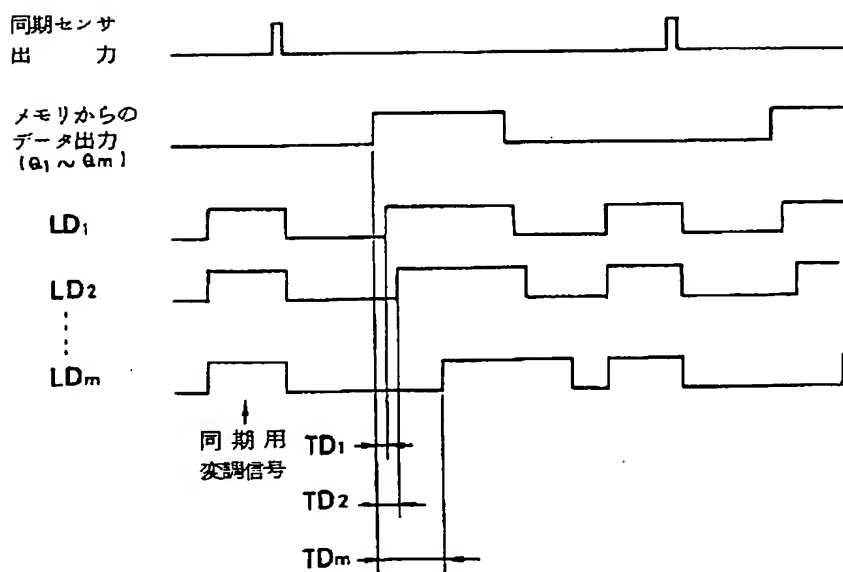 同期センサ
出力
メモリからの
データ出力
(Q1～Qm)
LD1
LD2
LDm
同期用
変調信号
TD1
TD2
TDm